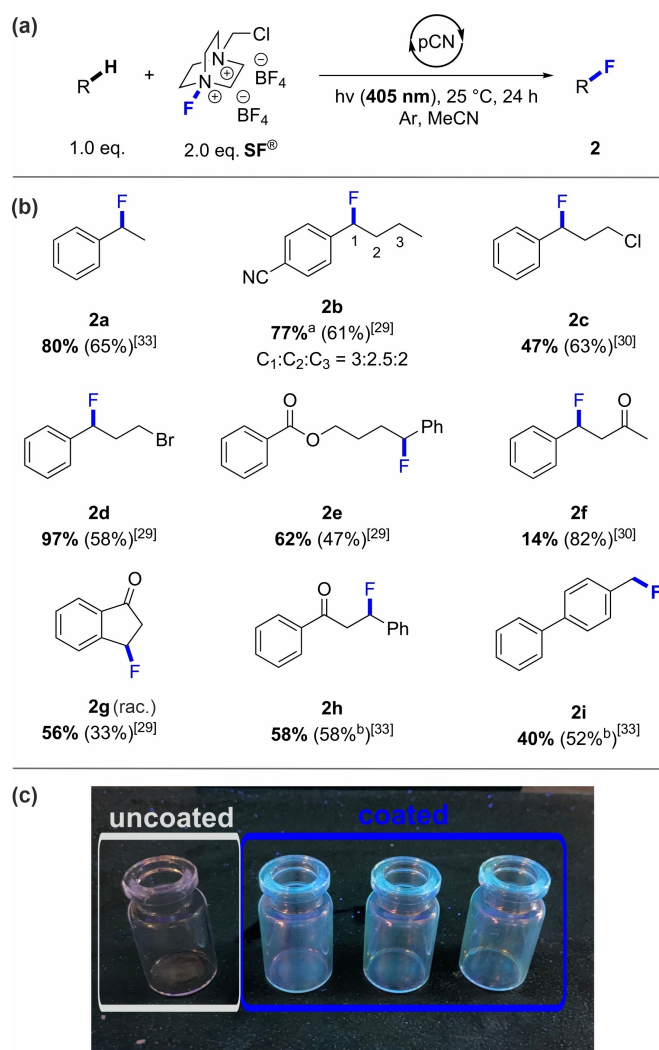 (a)
H
R
+
Cl
N
⊕
⊖
BF4
N
⊕
F
⊖
BF4
pCN
hv (405 nm), 25 °C, 24 h
Ar, MeCN
F
R
1.0 eq.
2.0 eq. SF®
2
(b)
F
2a
80% (65%)[33]
F
1
2
3
NC
2b
77%a (61%)[29]
C1:C2:C3 = 3:2.5:2
F
Cl
2c
47% (63%)[30]
F
Br
2d
97% (58%)[29]
O
O
Ph
F
2e
62% (47%)[29]
F
O
2f
14% (82%)[30]
O
F
2g (rac.)
56% (33%)[29]
O
F
Ph
2h
58% (58%b)[33]
F
2i
40% (52%b)[33]
(c)
uncoated
coated